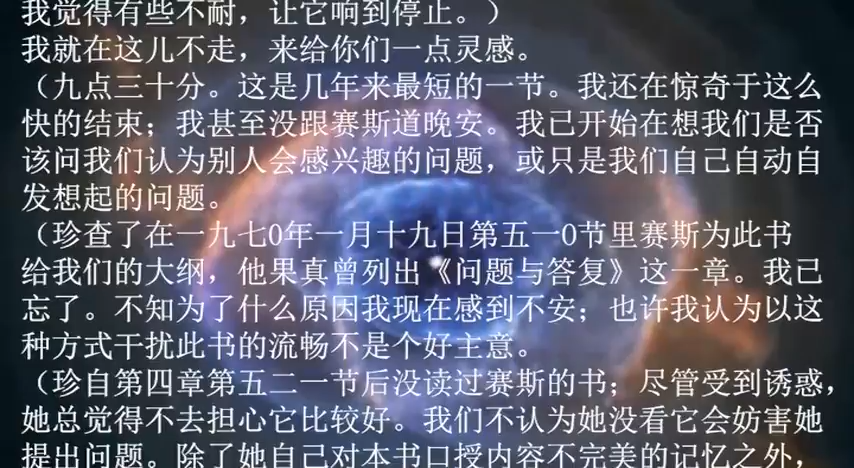 我觉得有些不耐，让它响到停止。）
我就在这儿不走，来给你们一点灵感。
（九点三十分。这是几年来最短的一节。我还在惊奇于这么
快的结束；我甚至没跟赛斯道晚安。我已开始在想我们是否
该问我们认为别人会感兴趣的问题，或只是我们自己自动自
发想起的问题。
（珍查了在一九七0年一月十九日第五一0节里赛斯为此书
给我们的大纲，他果真曾列出《问题与答复》这一章。我已
忘了。不知为了什么原因我现在感到不安；也许我认为以这
种方式干扰此书的流畅不是个好主意。
（珍自第四章第五二一节后没读过赛斯的书；尽管受到诱惑，
她总觉得不去担心它比较好。我们不认为她没看它会妨害她
提出问题。除了她自己对本书口授内容不完美的记忆之外，